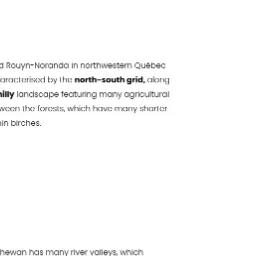 d Rouyn-Noranda in northwestern Québec
aracterised by the north-south grid, along
hilly landscape featuring many agricultural
ween the forests, which have many shorter
in birches.
hewan has many river valleys, which